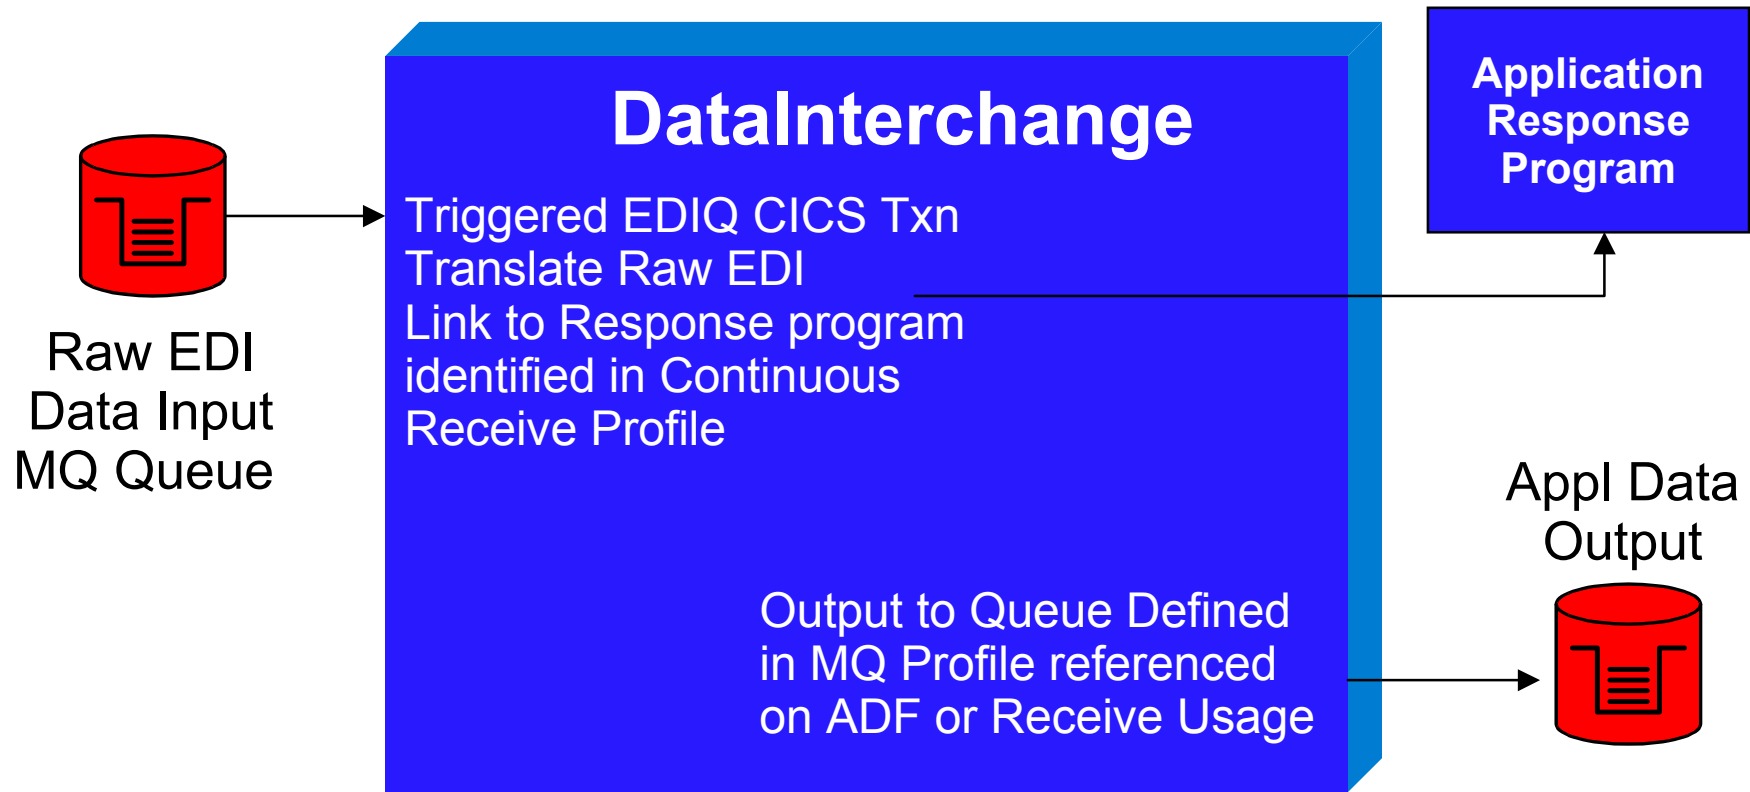 DataInterchange
Application
Response
Program
Triggered EDIQ CICS Txn
Translate Raw EDI
Link to Response program
identified in Continuous
Receive Profile
Raw EDI
Data Input
MQ Queue
Appl Data
Output
Output to Queue Defined
in MQ Profile referenced
on ADF or Receive Usage